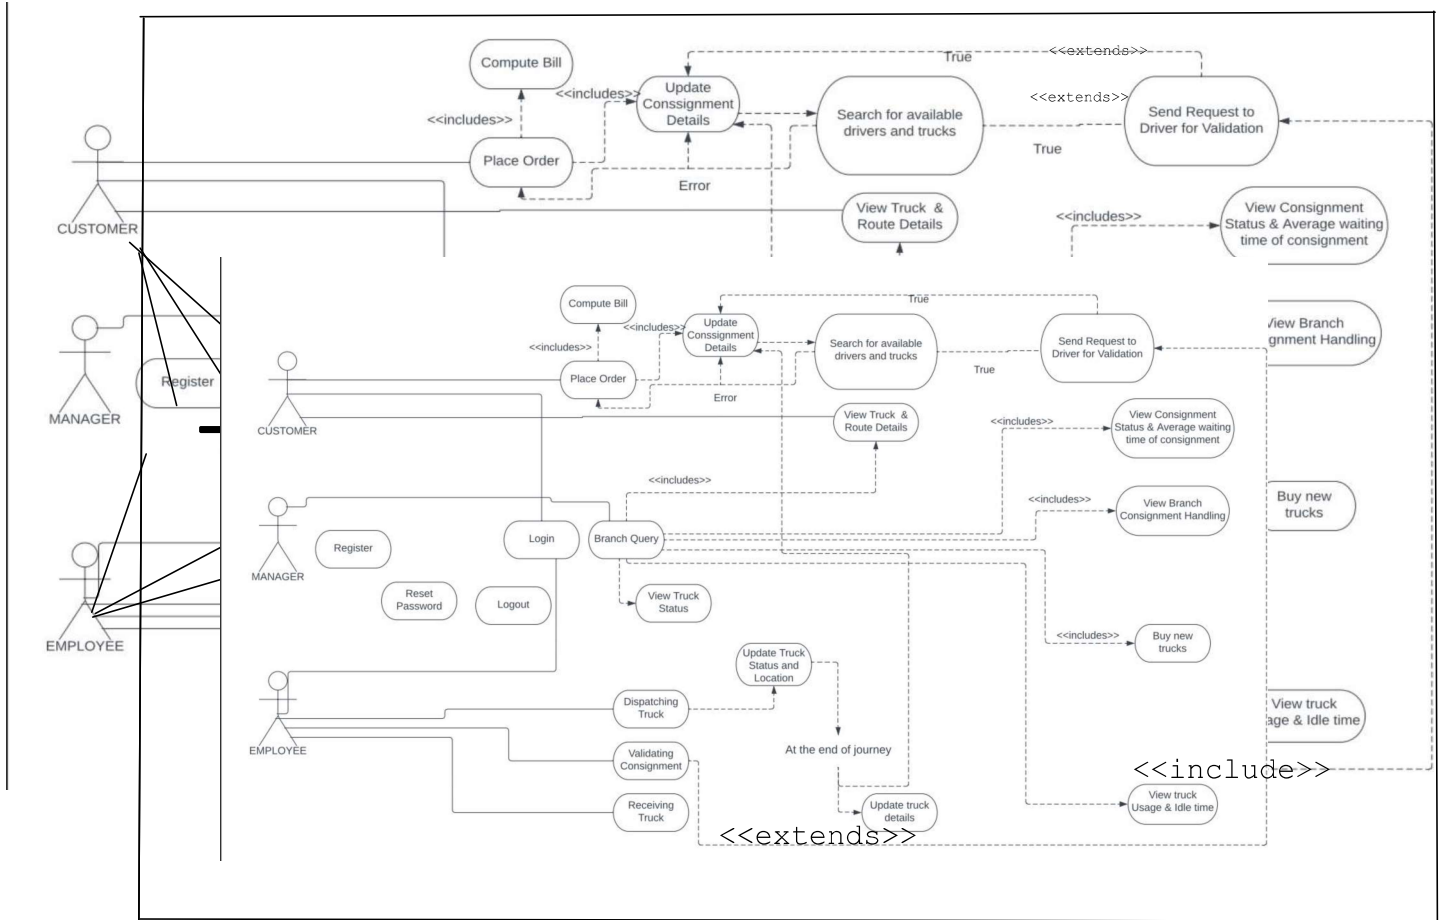 <<extends>>
True
Compute Bill
<<includes>>
Update
Conssignment
Details
<<extends>>
Search for available
drivers and trucks
Send Request to
Driver for Validation
<<includes>>
Place Order
True
Error
View Truck &
Route Details
<<includes>>
View Consignment
Status & Average waiting
time of consignment
CUSTOMER
View Branch
gnment Handling
Register
MANAGER
Buy new
trucks
EMPLOYEE
View truck
age & Idle time
<<include>>
True
Compute Bill
<<includes>>
Update
Conssignment
Details
Search for available
drivers and trucks
Send Request to
Driver for Validation
<<includes>>
Place Order
True
Error
View Truck &
Route Details
<<includes>>
View Consignment
Status & Average waiting
time of consignment
CUSTOMER
<<includes>>
<<includes>>
View Branch
Consignment Handling
Login
Branch Query
Register
MANAGER
Reset
Password
Logout
View Truck
Status
<<includes>>
Buy new
trucks
Update Truck
Status and
Location
Dispatching
Truck
EMPLOYEE
At the end of journey
Validating
Consignment
View truck
Usage & Idle time
Receiving
Truck
Update truck
details
<<extends>>